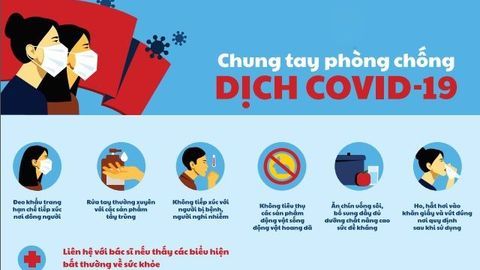 Chung tay phòng chống
DỊCH COVID-19
Đeo khẩu trang
hạn chế tiếp xúc
nơi đông người
Rửa tay thường xuyên
với các sản phẩm
tẩy trùng
Không tiếp xúc với
người bị bệnh,
người nghi nhiễm
Không tiêu thụ
các sản phẩm
động vật sống
động vật hoang dã
Ăn chín uống sôi,
bổ sung đầy đủ
dưỡng chất nâng cao
sức đề kháng
Ho, hắt hơi vào
khăn giấy và vứt đúng
nơi quy định
sau khi sử dụng
Liên hệ với bác sĩ nếu thấy các biểu hiện
bất thường về sức khỏe